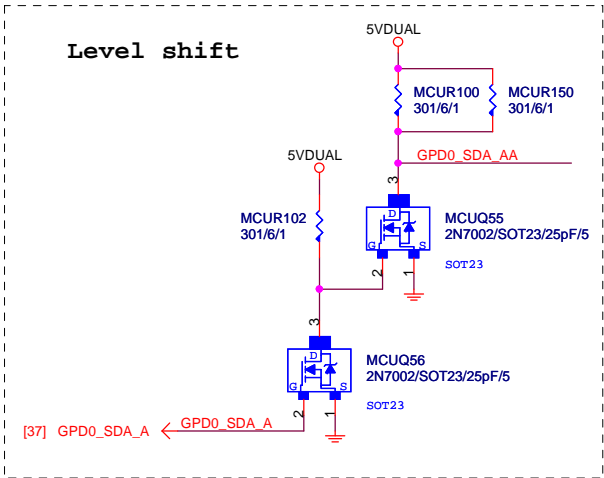 Level shift
5VDUAL
MCUR100
301/6/1
MCUR150
301/6/1
GPD0_SDA_AA
5VDUAL
3
MCUR102
301/6/1
D
G
S
MCUQ55
2N7002/SOT23/25pF/5
SOT23
2
1
3
D
G
S
MCUQ56
2N7002/SOT23/25pF/5
SOT23
2
1
[37] GPD0_SDA_A
GPD0_SDA_A